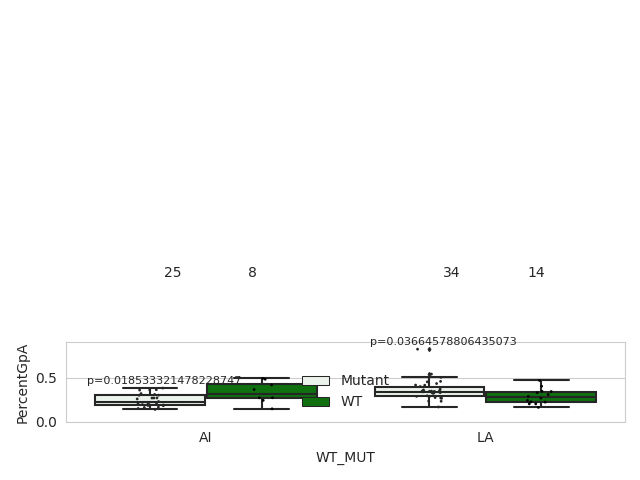 25 8 34 14
p=0.03664578806435073
p=0.018533321478228747
PercentGpA
0.5
0.0
Mutant
WT
AI LA
WT_MUT